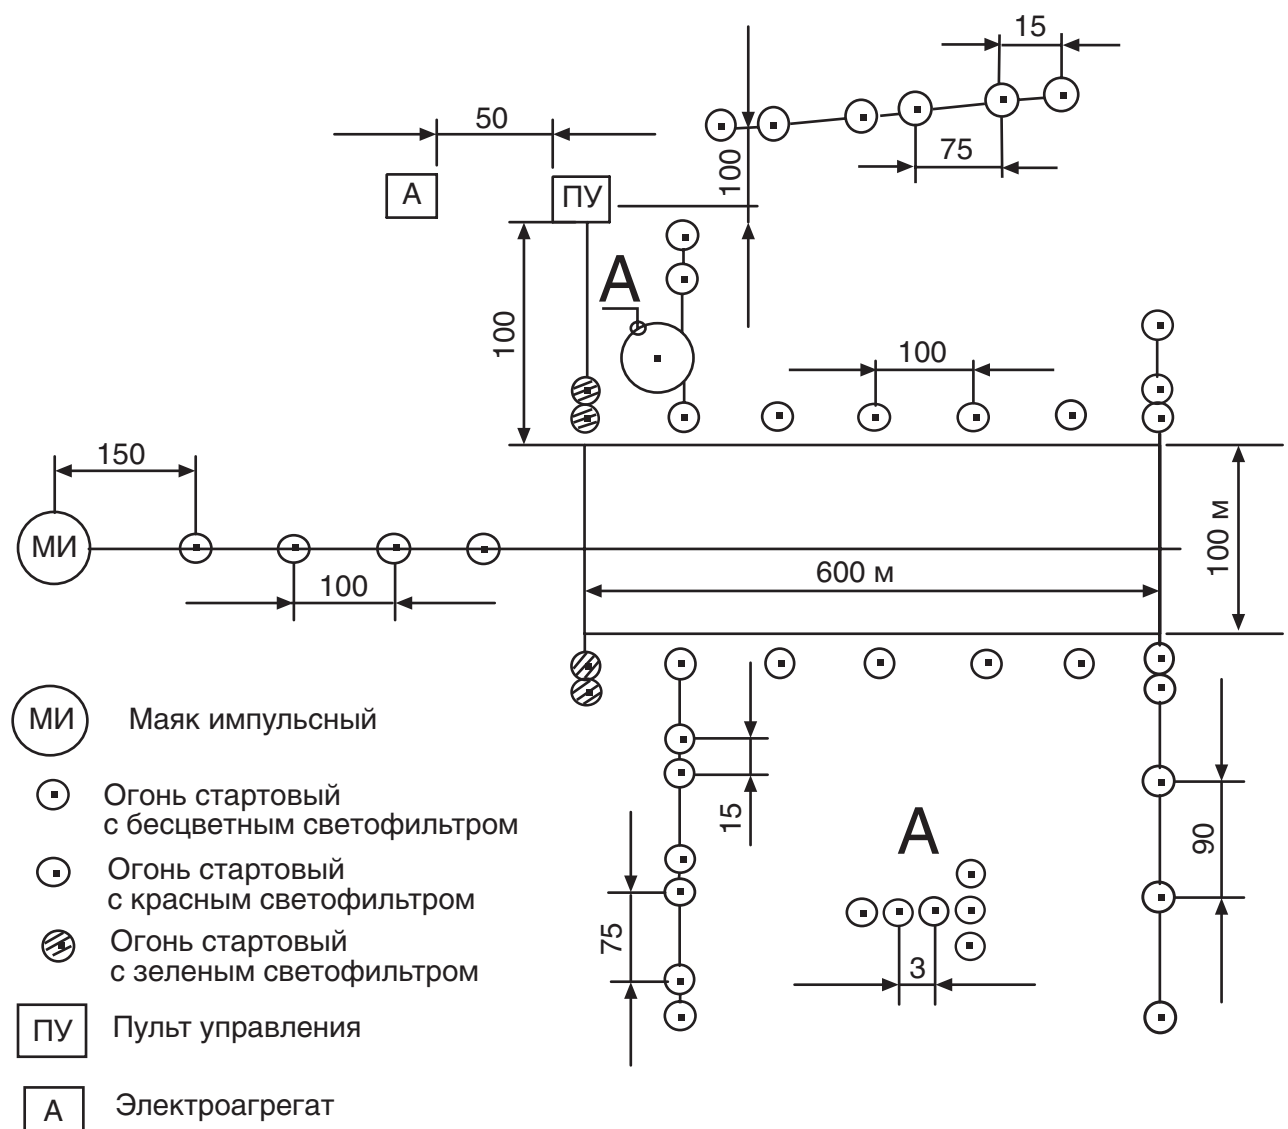 15
50
75
100
А
ПУ
А
100
100
150
100 м
МИ
600 м
100
МИ
Маяк импульсный
Огонь стартовый
с бесцветным светофильтром
15
А
90
Огонь стартовый
с красным светофильтром
75
Огонь стартовый
с зеленым светофильтром
3
ПУ
Пульт управления
А
Электроагрегат